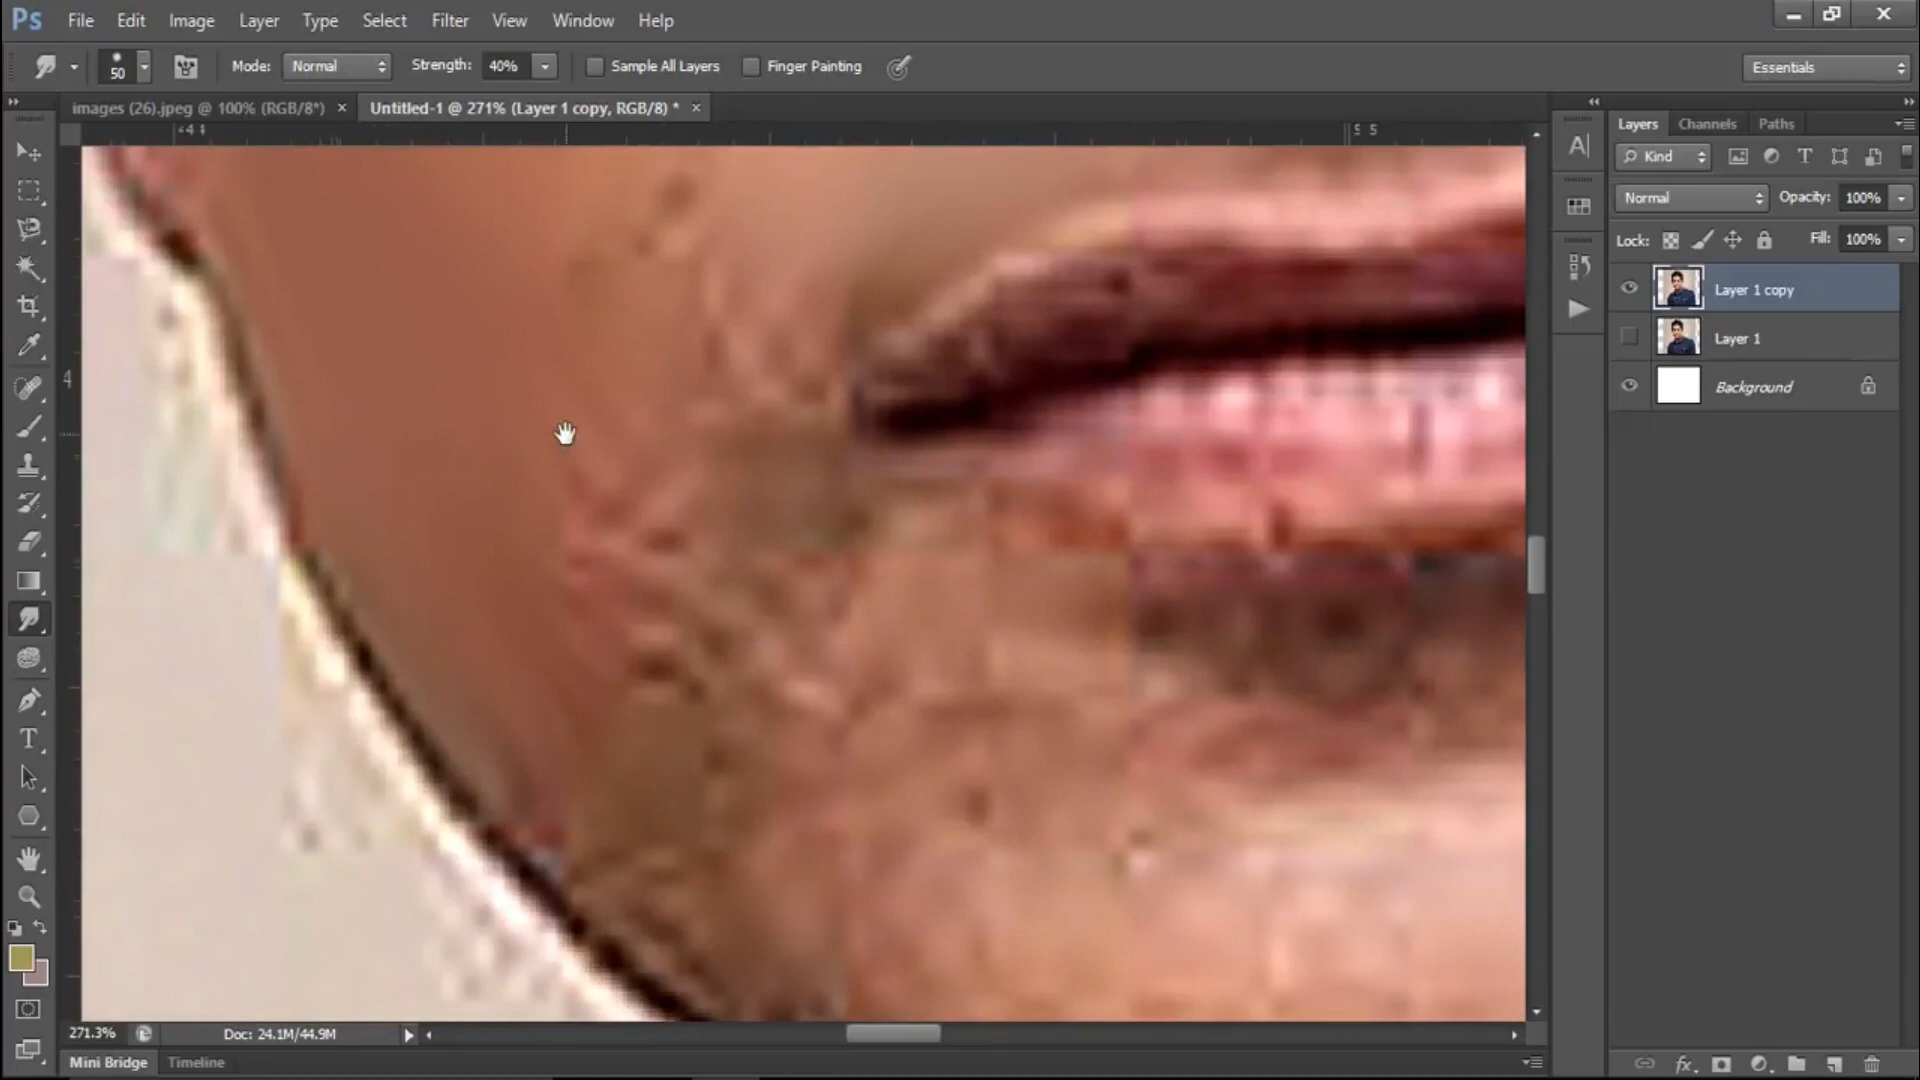 Ps File Edit Image Layer Type Select Filter View Window Help
50 Mode: Normal Strength: 40% Sample All Layers Finger Painting Essentials
images (26).jpeg @ 100% (RGB/8*) × Untitled-1 @ 271% (Layer 1 copy, RGB/8) * ×
Layers Channels Paths
Kind
Normal Opacity: 100%
Lock: Fill: 100%
Layer 1 copy
Layer 1
Background
4
271.3% Doc: 24.1M/44.9M
Mini Bridge Timeline
fx